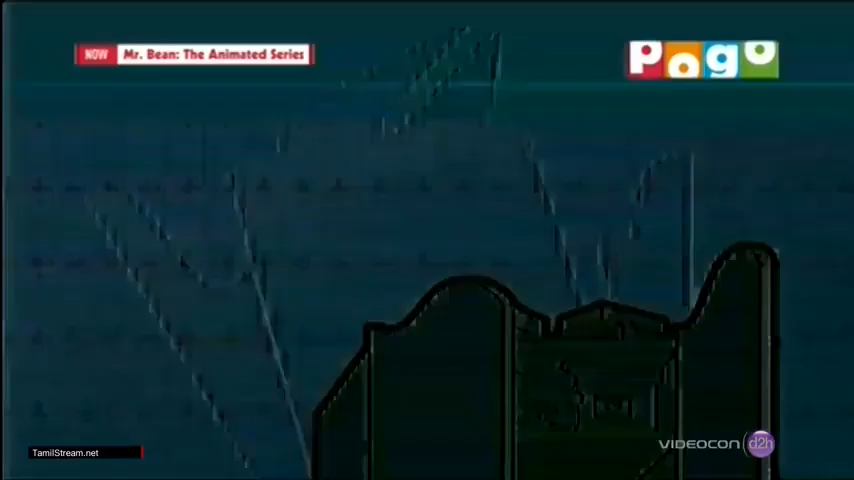 NOW Mr. Bean: The Animated Series
Pogo
VIDEOCON d2h
TamilStream.net